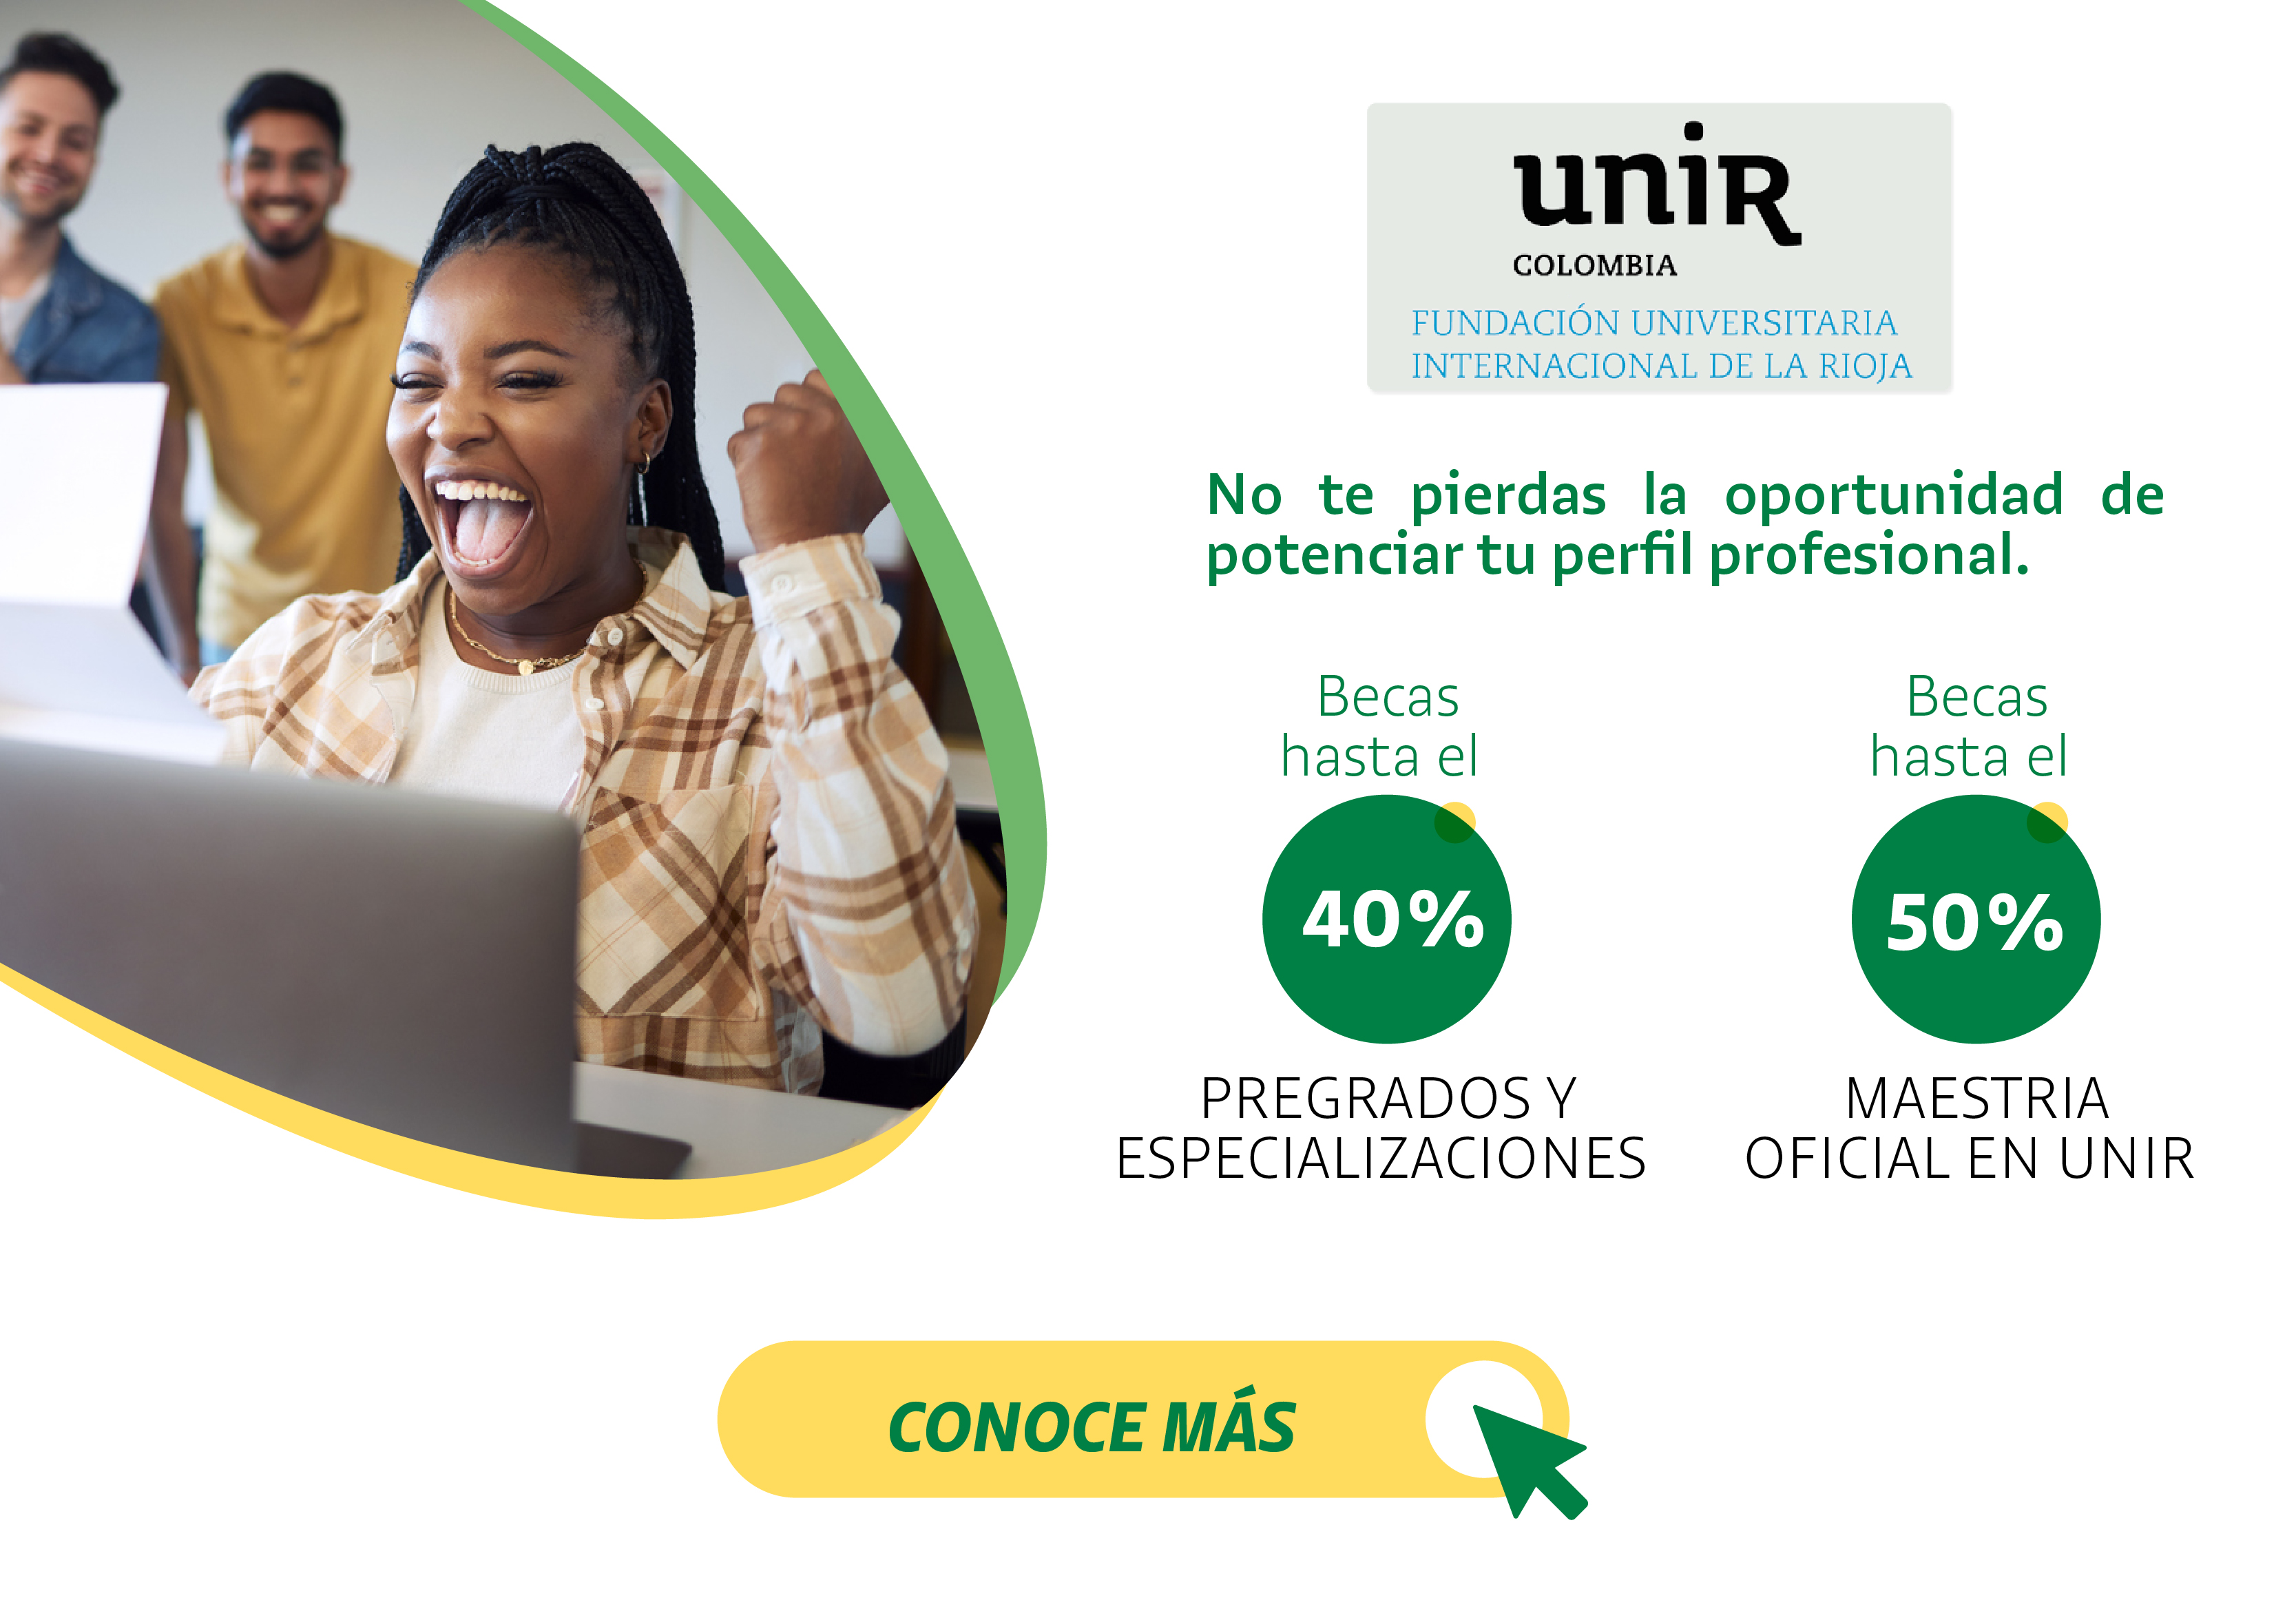 uniR
COLOMBIA
FUNDACIÓN UNIVERSITARIA
INTERNACIONAL DE LA RIOJA
No te pierdas la oportunidad de
potenciar tu perfil profesional.
Becas
hasta el
40%
PREGRADOS Y
ESPECIALIZACIONES
Becas
hasta el
50%
MAESTRIA
OFICIAL EN UNIR
CONOCE MÁS